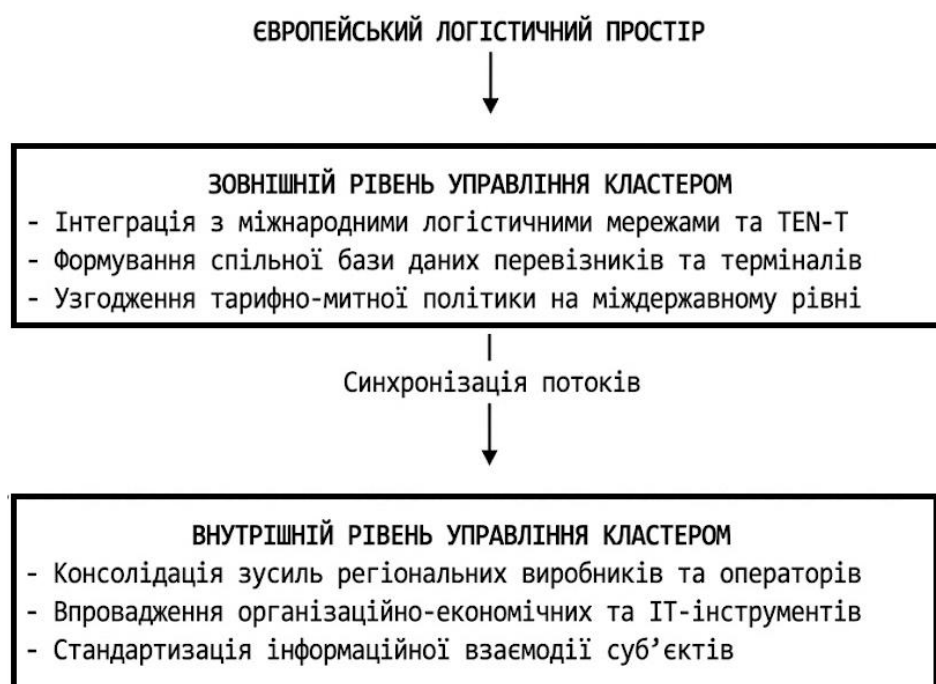 ЄВРОПЕЙСЬКИЙ ЛОГІСТИЧНИЙ ПРОСТІР
ЗОВНІШНІЙ РІВЕНЬ УПРАВЛІННЯ КЛАСТЕРОМ
- Інтеграція з міжнародними логістичними мережами та TEN-T
- Формування спільної бази даних перевізників та терміналів
- Узгодження тарифно-митної політики на міждержавному рівні
Синхронізація потоків
ВНУТРІШНІЙ РІВЕНЬ УПРАВЛІННЯ КЛАСТЕРОМ
- Консолідація зусиль регіональних виробників та операторів
- Впровадження організаційно-економічних та ІТ-інструментів
- Стандартизація інформаційної взаємодії суб’єктів